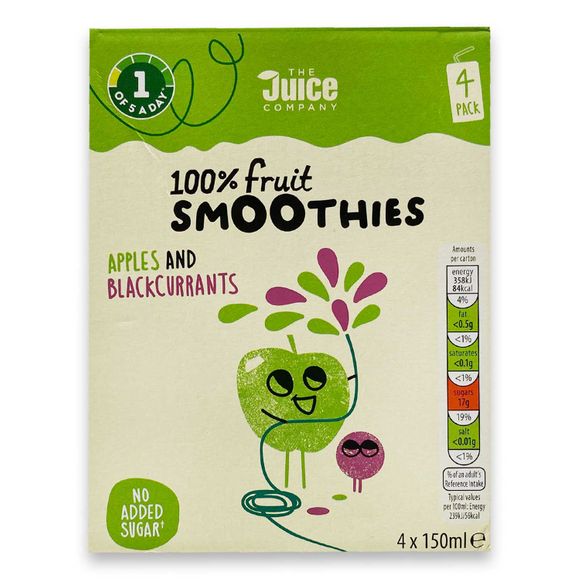 1
OF 5 A DAY*
THE
Juice
COMPANY
4
PACK
100% fruit
SMOOTHIES
APPLES AND
BLACKCURRANTS
Amounts
per carton
energy
358kJ
84kcal
4%
fat
<0.5g
<1%
saturates
<0.1g
<1%
sugars
17g
19%
salt
<0.01g
<1%
% of an adult's
Reference Intake
Typical values
per 100ml: Energy
239kJ/56kcal
NO
ADDED
SUGAR†
4 x 150ml ℮